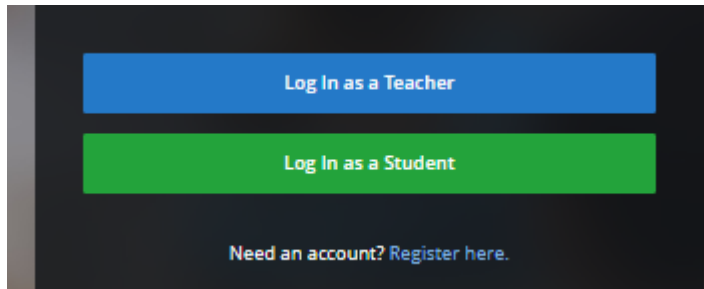 Log In as a Teacher
Log In as a Student
Need an account? Register here.